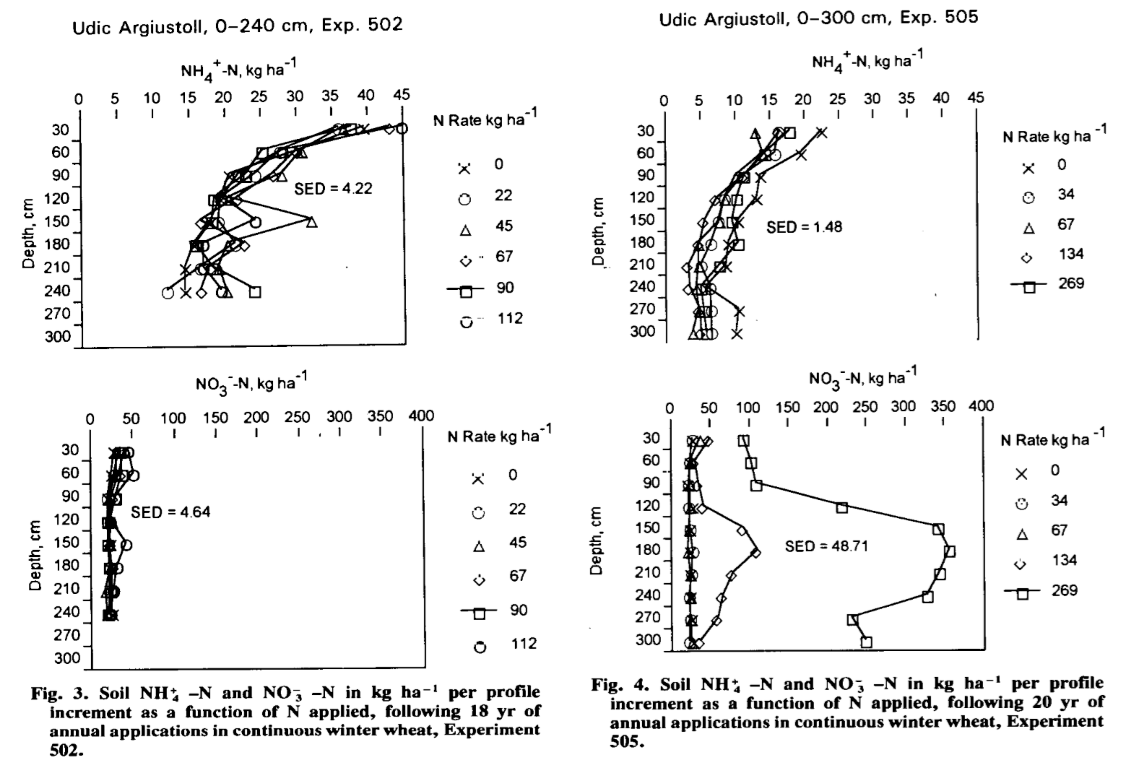 Udic Argiustoll, 0–240 cm, Exp. 502
NH4+-N, kg ha-1
0 5 10 15 20 25 30 35 40 45
30
60
90
120
150
180
210
240
270
300
Depth, cm
SED = 4.22
N Rate kg ha-1
0
22
45
67
90
112
NO3--N, kg ha-1
0 50 100 150 200 250 300 350 400
30
60
90
120
150
180
210
240
270
300
Depth, cm
SED = 4.64
N Rate kg ha-1
0
22
45
67
90
112
Fig. 3. Soil NH4+ –N and NO3- –N in kg ha-1 per profile
increment as a function of N applied, following 18 yr of
annual applications in continuous winter wheat, Experiment
502.
Udic Argiustoll, 0–300 cm, Exp. 505
NH4+-N, kg ha-1
0 5 10 15 20 25 30 35 40 45
30
60
90
120
150
180
210
240
270
300
Depth, cm
SED = 1.48
N Rate kg ha-1
0
34
67
134
269
NO3--N, kg ha-1
0 50 100 150 200 250 300 350 400
30
60
90
120
150
180
210
240
270
300
Depth, cm
SED = 48.71
N Rate kg ha-1
0
34
67
134
269
Fig. 4. Soil NH4+ –N and NO3- –N in kg ha-1 per profile
increment as a function of N applied, following 20 yr of
annual applications in continuous winter wheat, Experiment
505.